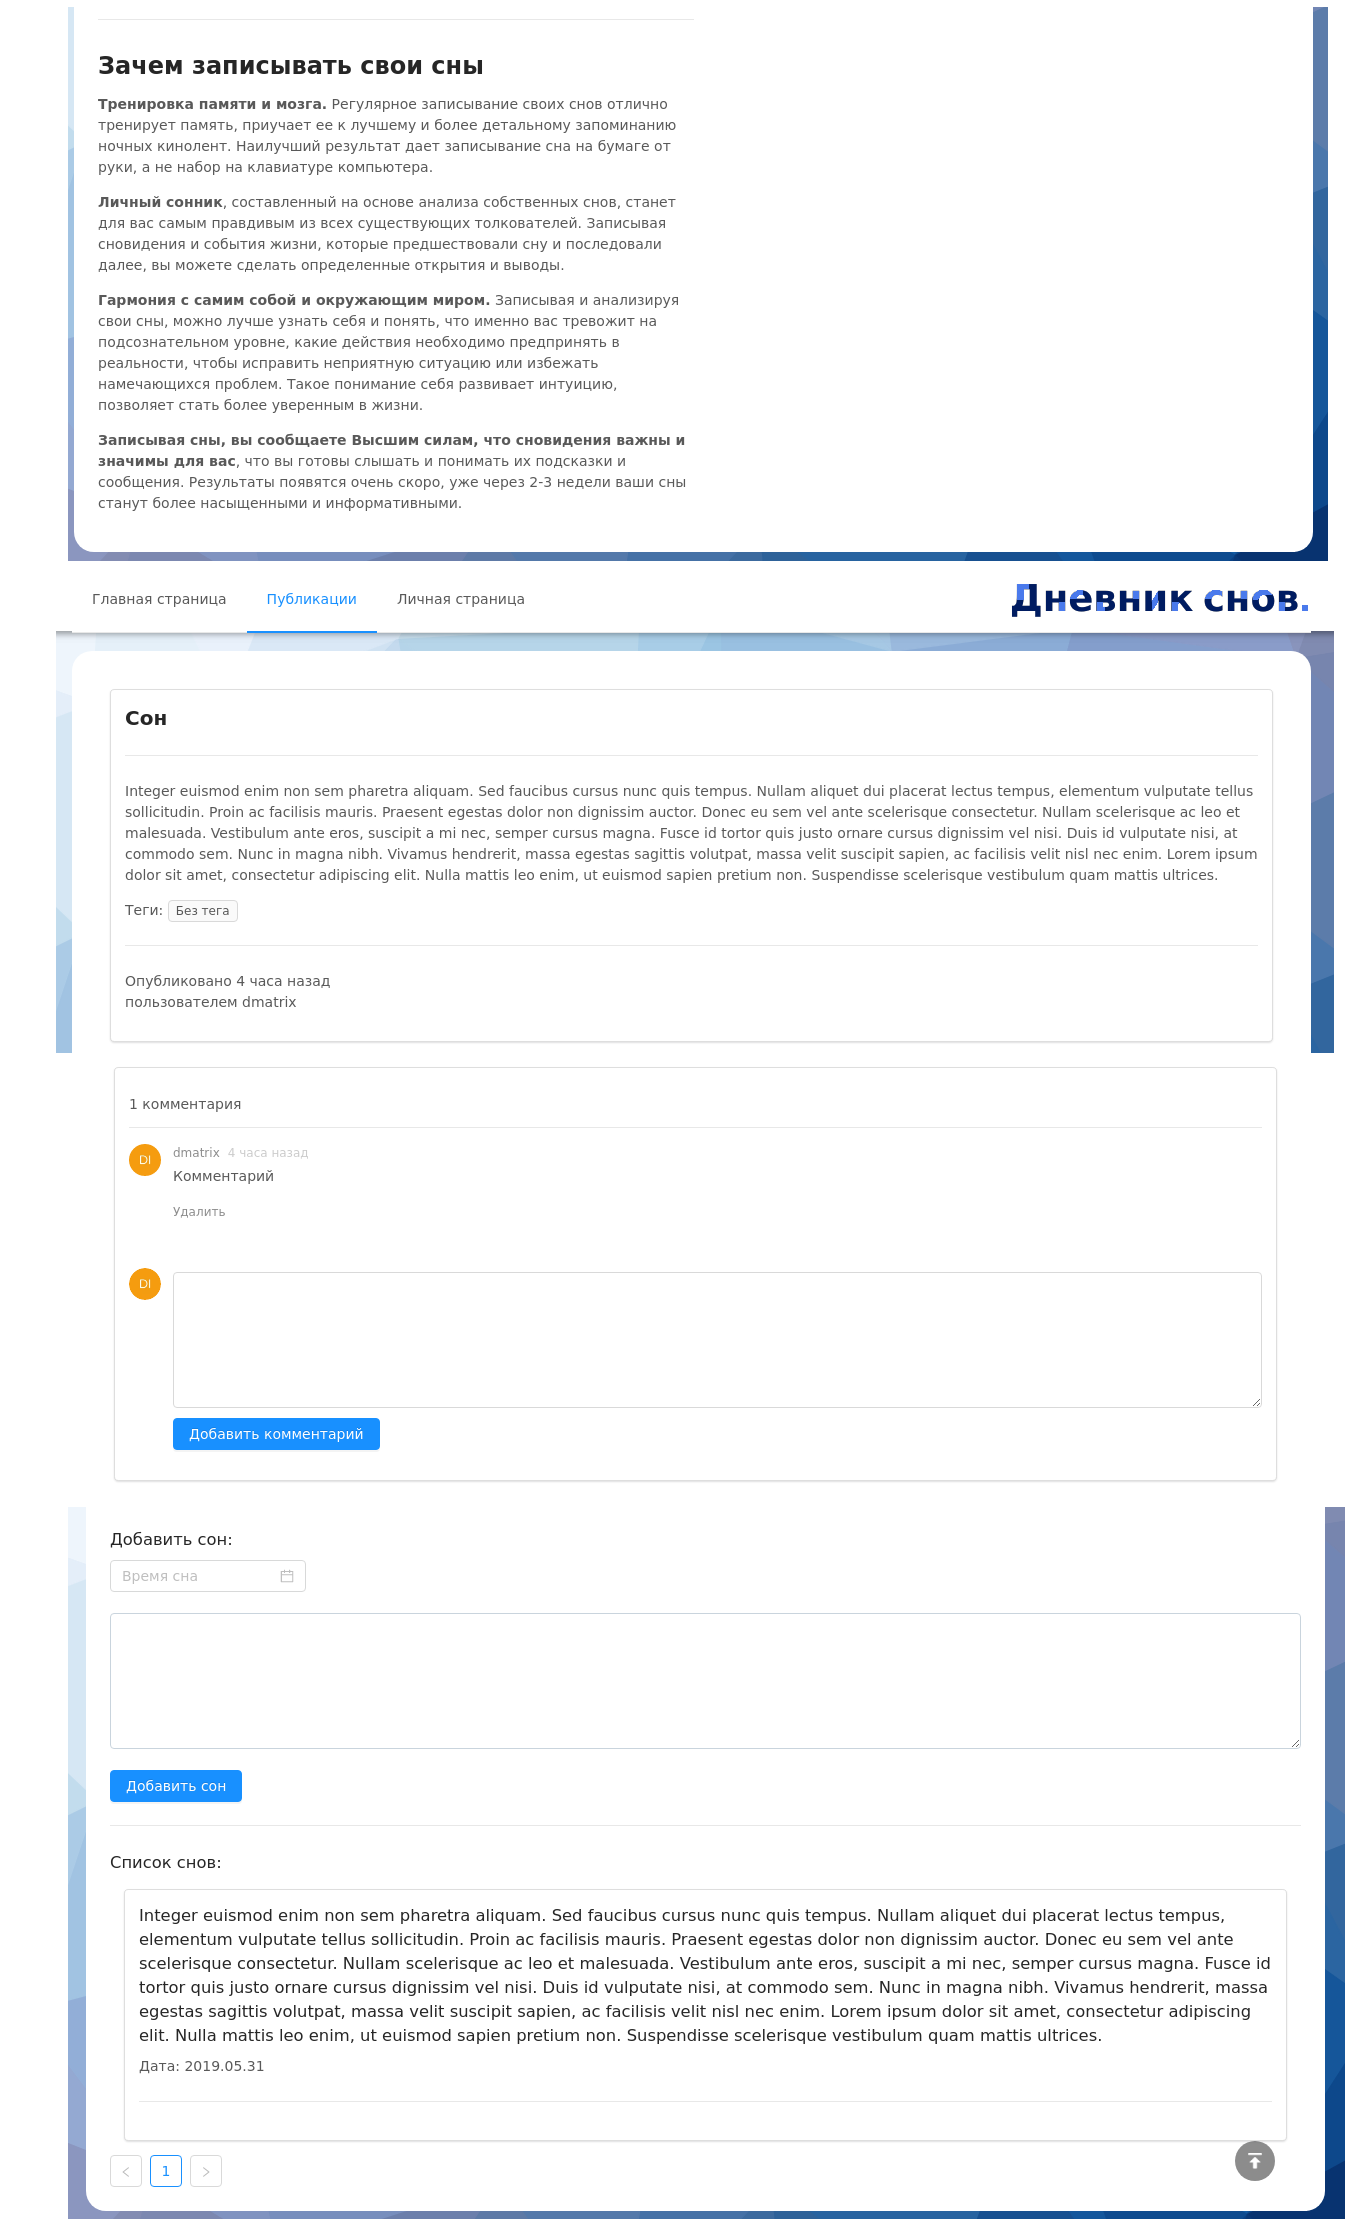 Зачем записывать свои сны
Тренировка памяти и мозга. Регулярное записывание своих снов отлично
тренирует память, приучает ее к лучшему и более детальному запоминанию
ночных кинолент. Наилучший результат дает записывание сна на бумаге от
руки, а не набор на клавиатуре компьютера.
Личный сонник, составленный на основе анализа собственных снов, станет
для вас самым правдивым из всех существующих толкователей. Записывая
сновидения и события жизни, которые предшествовали сну и последовали
далее, вы можете сделать определенные открытия и выводы.
Гармония с самим собой и окружающим миром. Записывая и анализируя
свои сны, можно лучше узнать себя и понять, что именно вас тревожит на
подсознательном уровне, какие действия необходимо предпринять в
реальности, чтобы исправить неприятную ситуацию или избежать
намечающихся проблем. Такое понимание себя развивает интуицию,
позволяет стать более уверенным в жизни.
Записывая сны, вы сообщаете Высшим силам, что сновидения важны и
значимы для вас, что вы готовы слышать и понимать их подсказки и
сообщения. Результаты появятся очень скоро, уже через 2-3 недели ваши сны
станут более насыщенными и информативными.
Главная страница Публикации Личная страница Дневник снов.
Сон
Integer euismod enim non sem pharetra aliquam. Sed faucibus cursus nunc quis tempus. Nullam aliquet dui placerat lectus tempus, elementum vulputate tellus
sollicitudin. Proin ac facilisis mauris. Praesent egestas dolor non dignissim auctor. Donec eu sem vel ante scelerisque consectetur. Nullam scelerisque ac leo et
malesuada. Vestibulum ante eros, suscipit a mi nec, semper cursus magna. Fusce id tortor quis justo ornare cursus dignissim vel nisi. Duis id vulputate nisi, at
commodo sem. Nunc in magna nibh. Vivamus hendrerit, massa egestas sagittis volutpat, massa velit suscipit sapien, ac facilisis velit nisl nec enim. Lorem ipsum
dolor sit amet, consectetur adipiscing elit. Nulla mattis leo enim, ut euismod sapien pretium non. Suspendisse scelerisque vestibulum quam mattis ultrices.
Теги: Без тега
Опубликовано 4 часа назад
пользователем dmatrix
1 комментария
DI dmatrix 4 часа назад
Комментарий
Удалить
DI
Добавить комментарий
Добавить сон:
Время сна
Добавить сон
Список снов:
Integer euismod enim non sem pharetra aliquam. Sed faucibus cursus nunc quis tempus. Nullam aliquet dui placerat lectus tempus,
elementum vulputate tellus sollicitudin. Proin ac facilisis mauris. Praesent egestas dolor non dignissim auctor. Donec eu sem vel ante
scelerisque consectetur. Nullam scelerisque ac leo et malesuada. Vestibulum ante eros, suscipit a mi nec, semper cursus magna. Fusce id
tortor quis justo ornare cursus dignissim vel nisi. Duis id vulputate nisi, at commodo sem. Nunc in magna nibh. Vivamus hendrerit, massa
egestas sagittis volutpat, massa velit suscipit sapien, ac facilisis velit nisl nec enim. Lorem ipsum dolor sit amet, consectetur adipiscing
elit. Nulla mattis leo enim, ut euismod sapien pretium non. Suspendisse scelerisque vestibulum quam mattis ultrices.
Дата: 2019.05.31
1